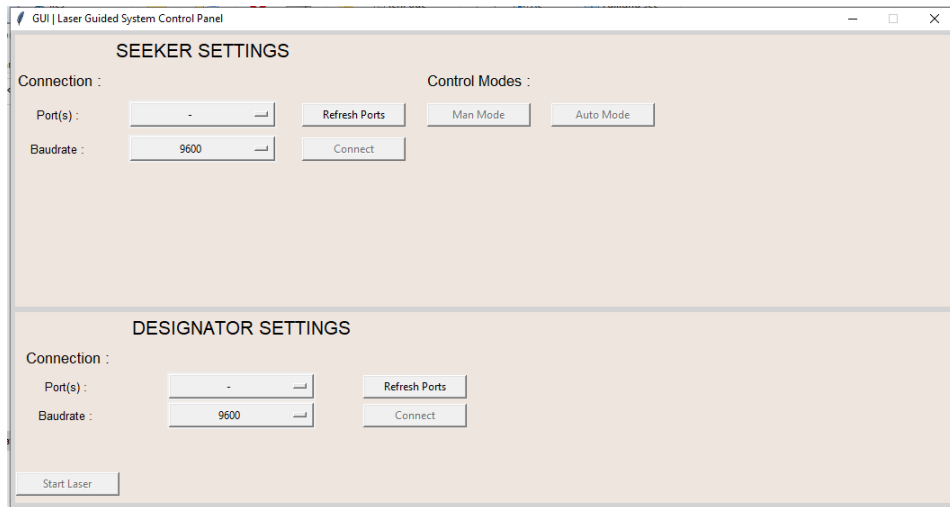 GUI | Laser Guided System Control Panel
SEEKER SETTINGS
Connection : Control Modes :
Port(s) : - Refresh Ports Man Mode Auto Mode
Baudrate : 9600 Connect
DESIGNATOR SETTINGS
Connection :
Port(s) : - Refresh Ports
Baudrate : 9600 Connect
Start Laser